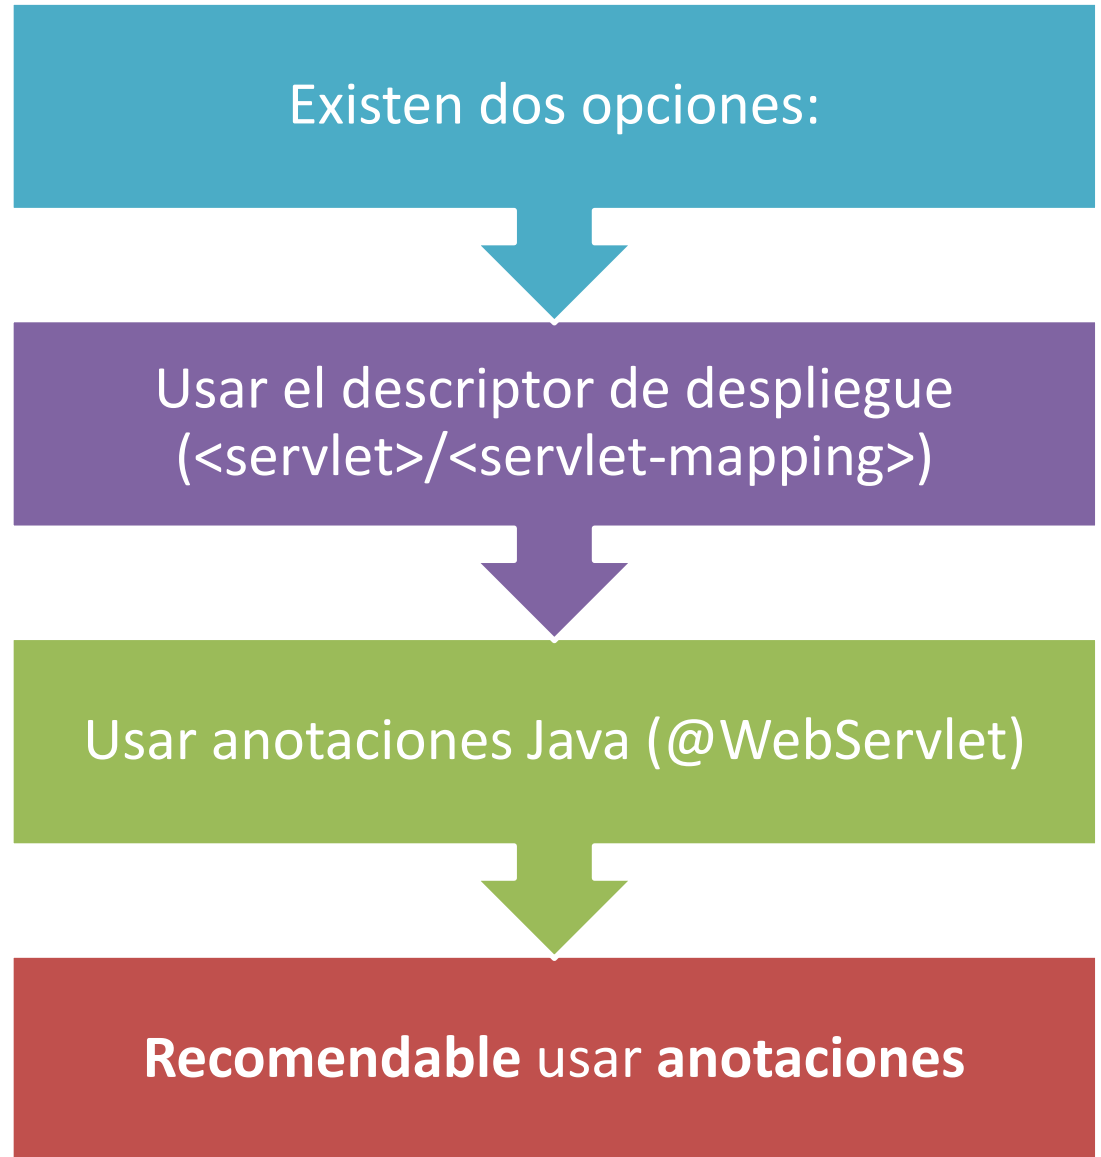 Existen dos opciones:
Usar el descriptor de despliegue
(<servlet>/<servlet-mapping>)
Usar anotaciones Java (@WebServlet)
Recomendable usar anotaciones